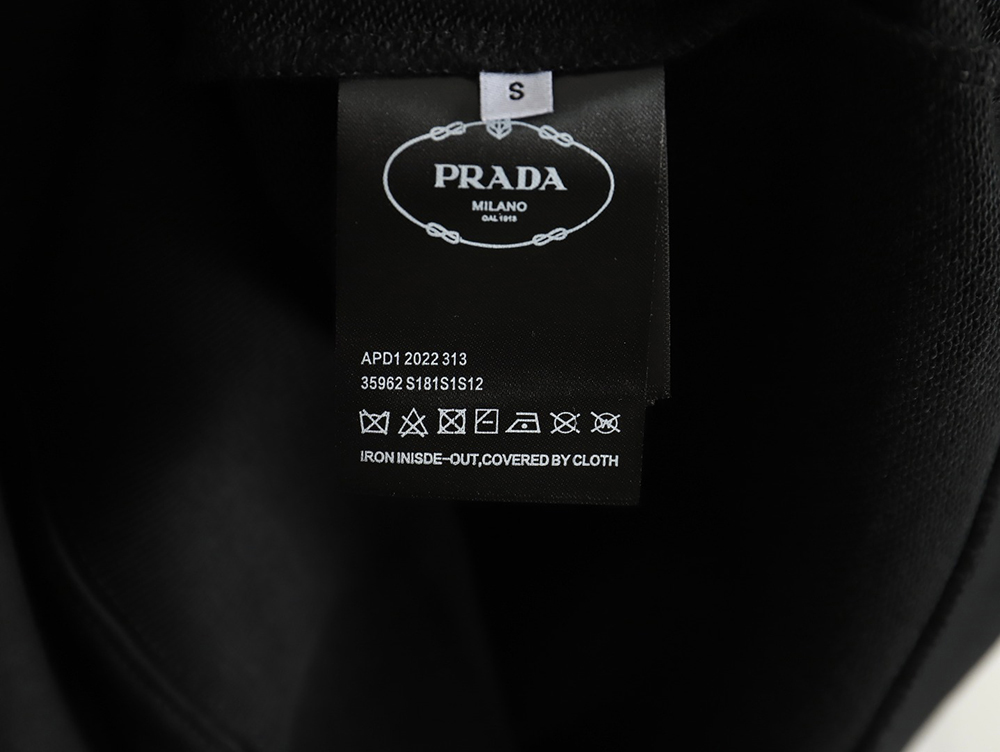 S
PRADA
MILANO
DAL 1913
APD1 2022 313
35962 S181S1S12
IRON INISDE-OUT,COVERED BY CLOTH